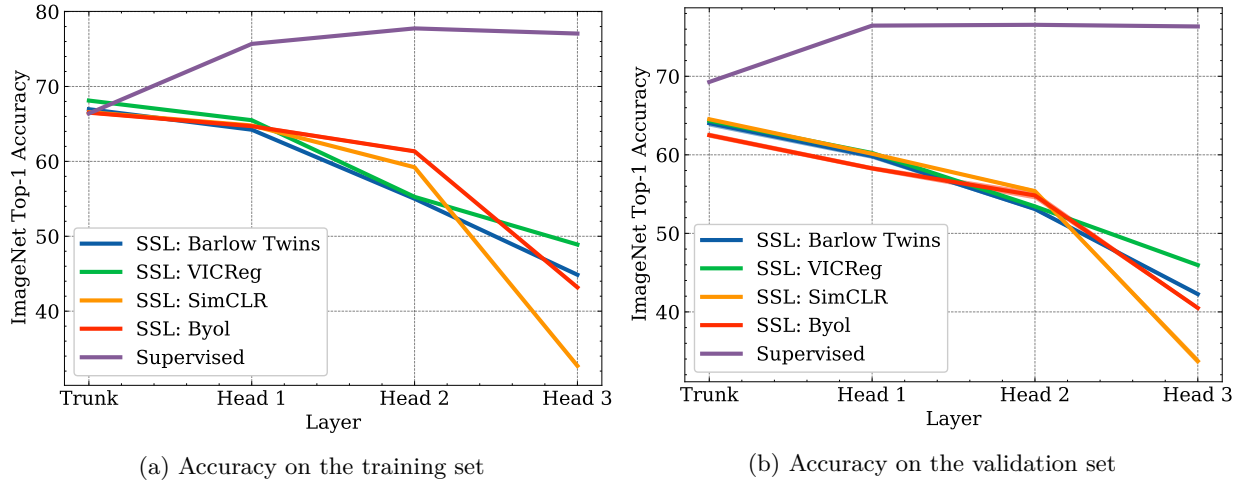 80
70
60
50
40
ImageNet Top-1 Accuracy
SSL: Barlow Twins
SSL: VICReg
SSL: SimCLR
SSL: Byol
Supervised
Trunk
Head 1
Head 2
Head 3
Layer
(a) Accuracy on the training set
70
60
50
40
ImageNet Top-1 Accuracy
SSL: Barlow Twins
SSL: VICReg
SSL: SimCLR
SSL: Byol
Supervised
Trunk
Head 1
Head 2
Head 3
Layer
(b) Accuracy on the validation set